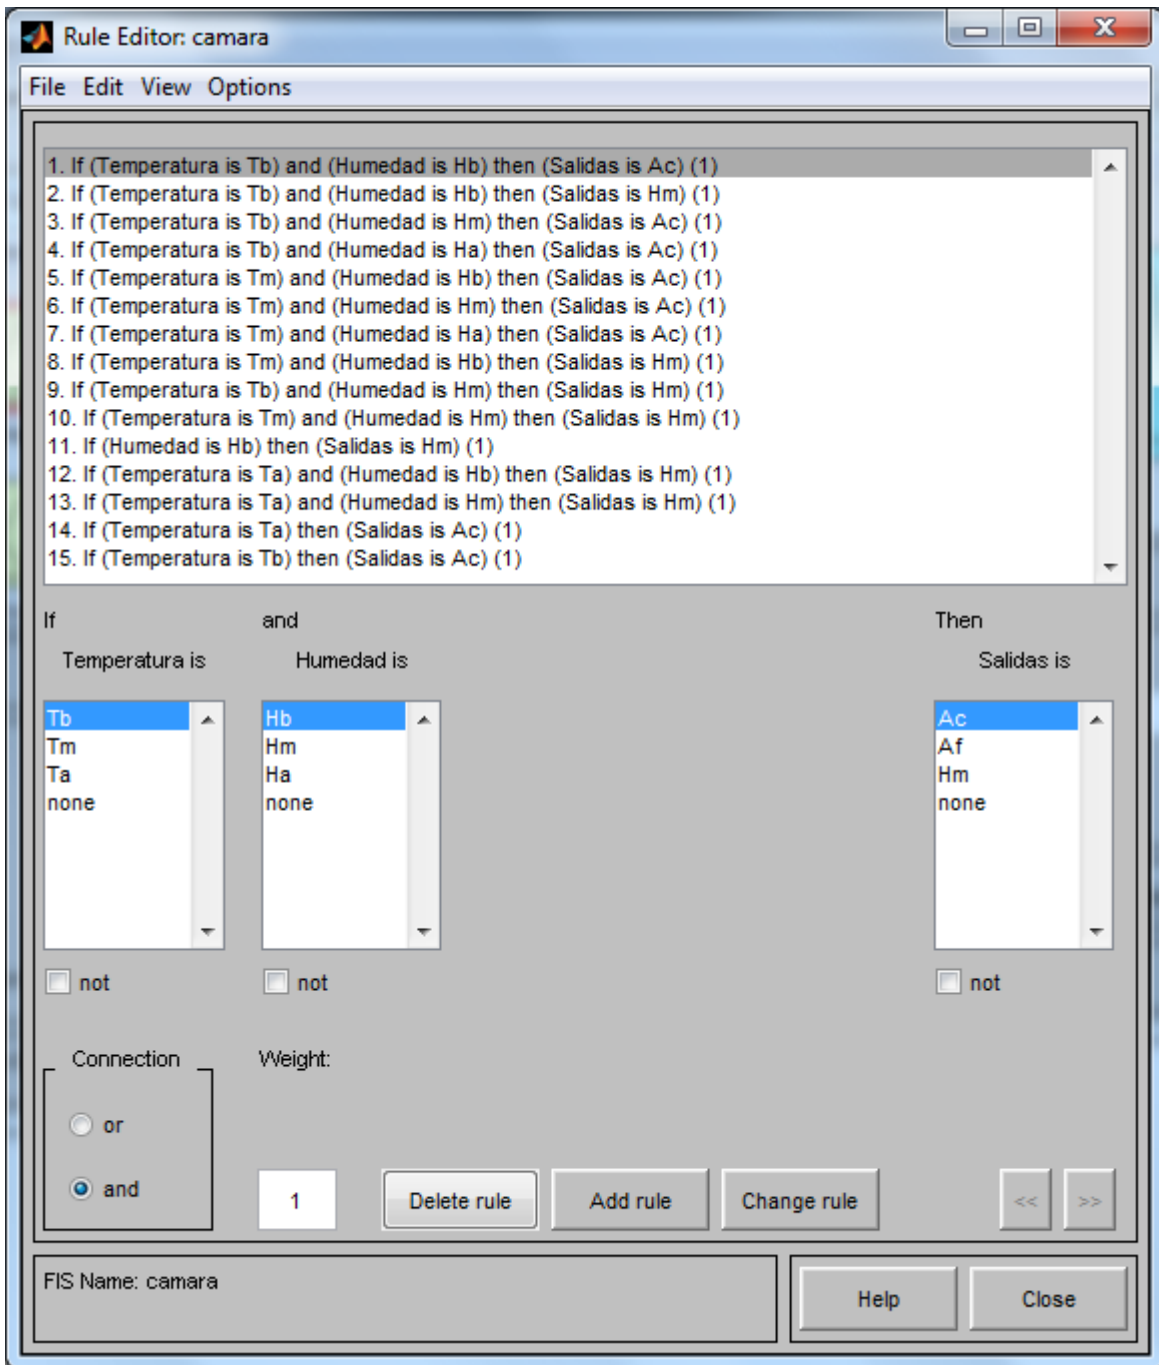 Rule Editor: camara
File Edit View Options
1. If (Temperatura is Tb) and (Humedad is Hb) then (Salidas is Ac) (1)
2. If (Temperatura is Tb) and (Humedad is Hb) then (Salidas is Hm) (1)
3. If (Temperatura is Tb) and (Humedad is Hm) then (Salidas is Ac) (1)
4. If (Temperatura is Tb) and (Humedad is Ha) then (Salidas is Ac) (1)
5. If (Temperatura is Tm) and (Humedad is Hb) then (Salidas is Ac) (1)
6. If (Temperatura is Tm) and (Humedad is Hm) then (Salidas is Ac) (1)
7. If (Temperatura is Tm) and (Humedad is Ha) then (Salidas is Ac) (1)
8. If (Temperatura is Tm) and (Humedad is Hb) then (Salidas is Hm) (1)
9. If (Temperatura is Tb) and (Humedad is Hm) then (Salidas is Hm) (1)
10. If (Temperatura is Tm) and (Humedad is Hm) then (Salidas is Hm) (1)
11. If (Humedad is Hb) then (Salidas is Hm) (1)
12. If (Temperatura is Ta) and (Humedad is Hb) then (Salidas is Hm) (1)
13. If (Temperatura is Ta) and (Humedad is Hm) then (Salidas is Hm) (1)
14. If (Temperatura is Ta) then (Salidas is Ac) (1)
15. If (Temperatura is Tb) then (Salidas is Ac) (1)
If and Then
Temperatura is Humedad is Salidas is
Tb Hb Ac
Tm Hm Af
Ta Ha Hm
none none none
not not not
Connection Weight:
or
and 1 Delete rule Add rule Change rule << >>
FIS Name: camara
Help Close